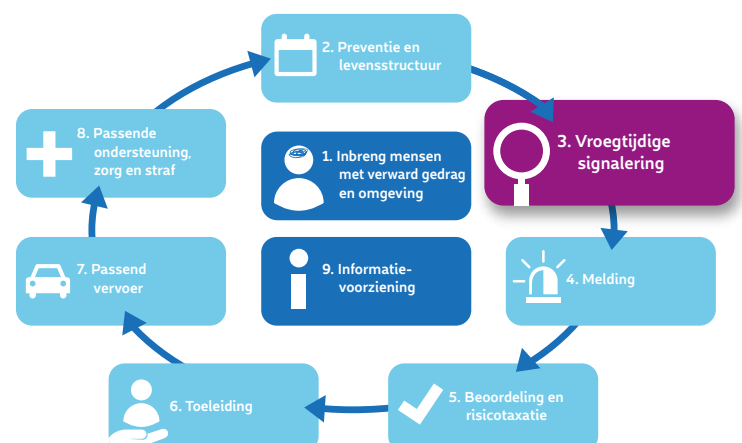 2. Preventie en
levensstructuur
8. Passende
ondersteuning,
zorg en straf
1. Inbreng mensen
met verward gedrag
en omgeving
3. Vroegtijdige
signalering
7. Passend
vervoer
9. Informatie-
voorziening
4. Melding
6. Toeleiding
5. Beoordeling en
risicotaxatie